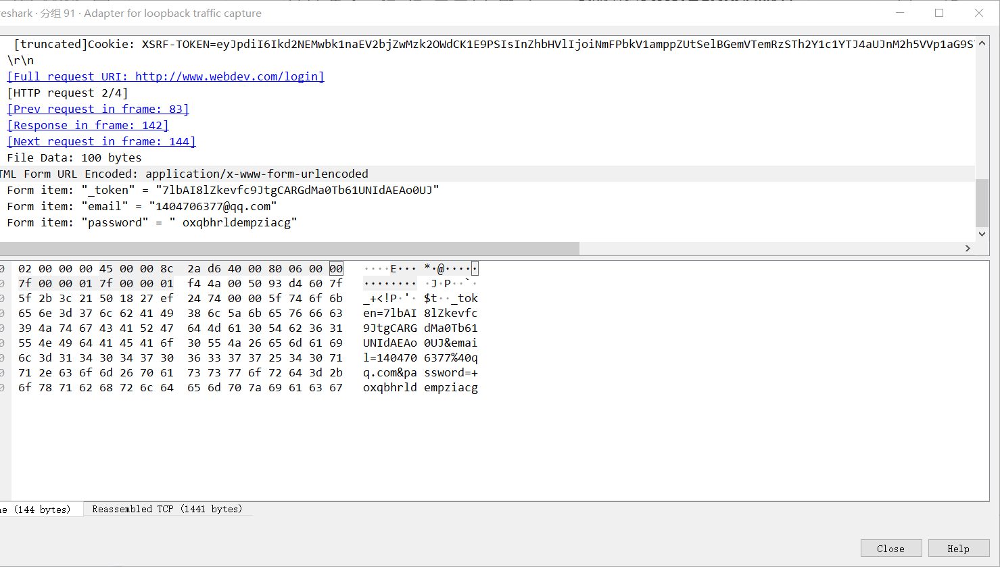 reshark · 分组 91 · Adapter for loopback traffic capture
[truncated]Cookie: XSRF-TOKEN=eyJpdiI6Ikd2NEMwbk1naEV2bjZwMzk2OWdCK1E9PSIsInZhbHVlIjoiNmFPbkV1amppZUtSelBGemVTemRzSTh2Y1c1YTJ4aUJnM2h5VVp1aG9S
\r\n
[Full request URI: http://www.webdev.com/login]
[HTTP request 2/4]
[Prev request in frame: 83]
[Response in frame: 142]
[Next request in frame: 144]
File Data: 100 bytes
TML Form URL Encoded: application/x-www-form-urlencoded
Form item: "_token" = "7lbAI8lZkevfc9JtgCARGdMa0Tb61UNIdAEAo0UJ"
Form item: "email" = "1404706377@qq.com"
Form item: "password" = " oxqbhrldempziacg"
0 02 00 00 00 45 00 00 8c 2a d6 40 00 80 06 00 00 ····E··· *·@·····
0 7f 00 00 01 7f 00 00 01 f4 4a 00 50 93 d4 60 7f ········ ·J·P··`·
0 5f 2b 3c 21 50 18 27 ef 24 74 00 00 5f 74 6f 6b _+<!P·'· $t··_tok
0 65 6e 3d 37 6c 62 41 49 38 6c 5a 6b 65 76 66 63 en=7lbAI 8lZkevfc
0 39 4a 74 67 43 41 52 47 64 4d 61 30 54 62 36 31 9JtgCARG dMa0Tb61
0 55 4e 49 64 41 45 41 6f 30 55 4a 26 65 6d 61 69 UNIdAEAo 0UJ&emai
0 6c 3d 31 34 30 34 37 30 36 33 37 37 25 34 30 71 l=140470 6377%40q
0 71 2e 63 6f 6d 26 70 61 73 73 77 6f 72 64 3d 2b q.com&pa ssword=+
0 6f 78 71 62 68 72 6c 64 65 6d 70 7a 69 61 63 67 oxqbhrld empziacg
me (144 bytes) Reassembled TCP (1441 bytes)
Close Help